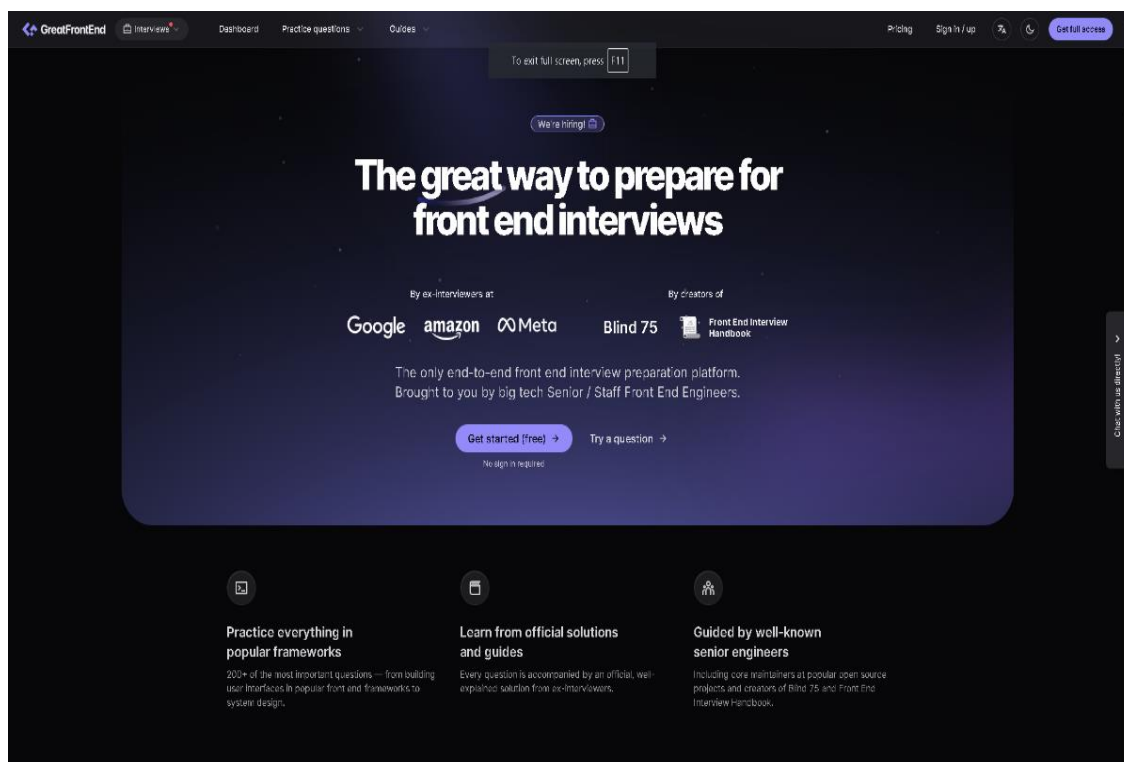 GreatFrontEnd Interviews Dashboard Practice questions Guides Pricing Sign in / up Get full access
To exit full screen, press F11
We're hiring!
The great way to prepare for
front end interviews
By ex-interviewers at
By creators of
Google amazon Meta Blind 75 Front End Interview
Handbook
The only end-to-end front end interview preparation platform.
Brought to you by big tech Senior / Staff Front End Engineers.
Get started (free) → Try a question →
No sign in required
Chat with us directly!
Practice everything in
popular frameworks
200+ of the most important questions — from building
user interfaces in popular front end frameworks to
system design.
Learn from official solutions
and guides
Every question is accompanied by an official, well-
explained solution from ex-interviewers.
Guided by well-known
senior engineers
Including core maintainers at popular open source
projects and creators of Blind 75 and Front End
Interview Handbook.